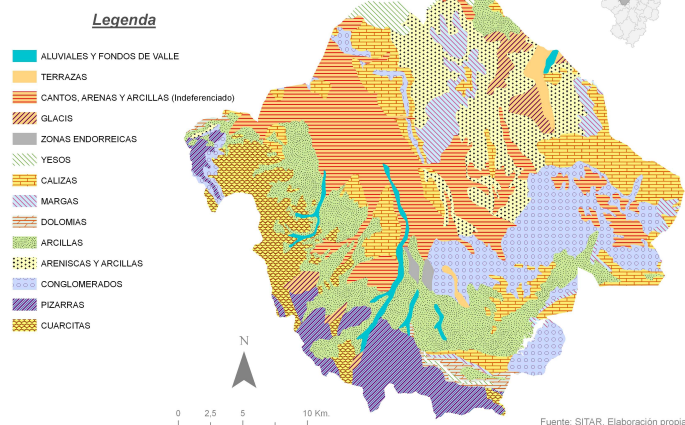 Legenda
ALUVIALES Y FONDOS DE VALLE
TERRAZAS
CANTOS, ARENAS Y ARCILLAS (Indeferenciado)
GLACIS
ZONAS ENDORREICAS
YESOS
CALIZAS
MARGAS
DOLOMIAS
ARCILLAS
ARENISCAS Y ARCILLAS
CONGLOMERADOS
PIZARRAS
CUARCITAS
N
0 2,5 5 10 Km.
Fuente: SITAR. Elaboración propia